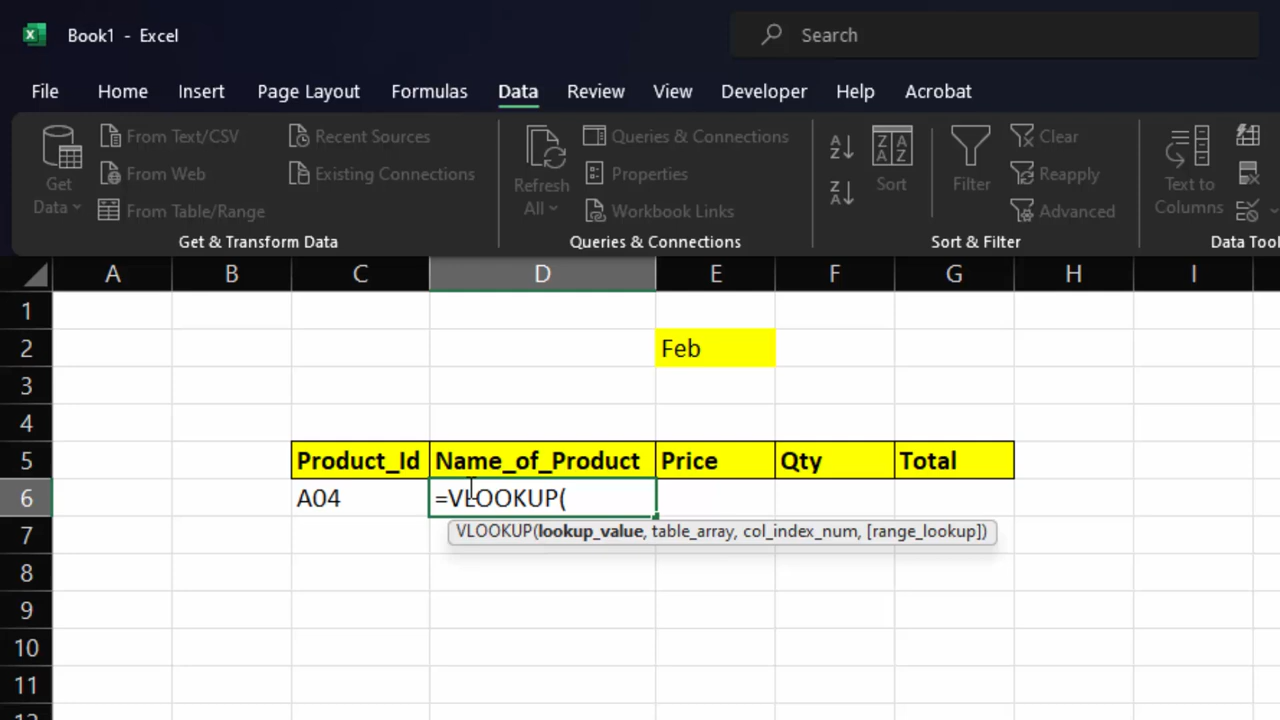 Book1 - Excel
Search
File Home Insert Page Layout Formulas Data Review View Developer Help Acrobat
Get Data
From Text/CSV
From Web
From Table/Range
Recent Sources
Existing Connections
Get & Transform Data
Refresh All
Queries & Connections
Properties
Workbook Links
Queries & Connections
Sort
Filter
Clear
Reapply
Advanced
Sort & Filter
Text to Columns
Data Tool
A B C D E F G H I
1
2 Feb
3
4
5 Product_Id Name_of_Product Price Qty Total
6 A04 =VLOOKUP(
VLOOKUP(lookup_value, table_array, col_index_num, [range_lookup])
7
8
9
10
11